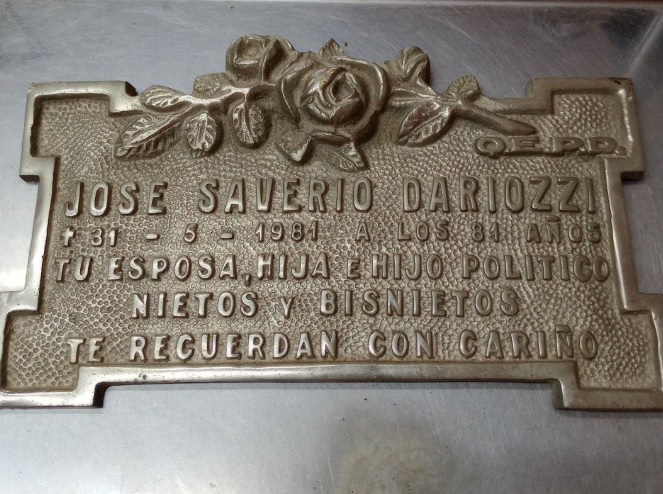 Q.E.P.D.
JOSE SAVERIO DARIOZZI
✝ 31 - 5 - 1981 A LOS 81 AÑOS
TU ESPOSA, HIJA E HIJO POLITICO
NIETOS Y BISNIETOS
TE RECUERDAN CON CARIÑO